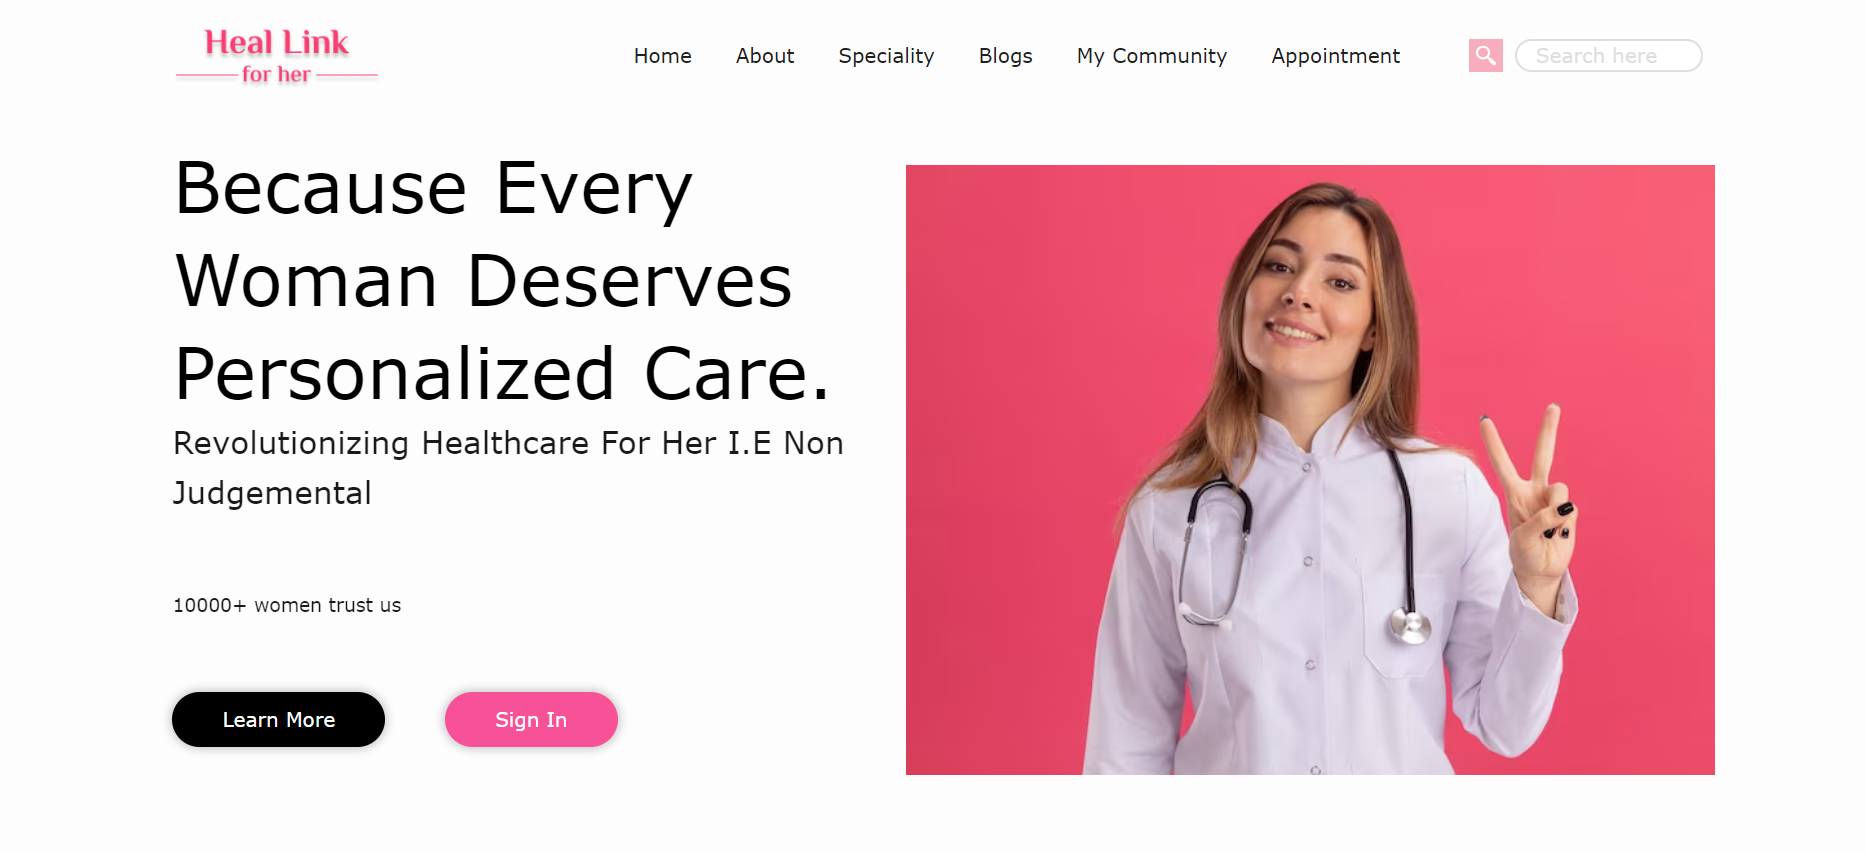 Heal Link
for her
Home About Speciality Blogs My Community Appointment Search here
Because Every
Woman Deserves
Personalized Care.
Revolutionizing Healthcare For Her I.E Non
Judgemental
10000+ women trust us
Learn More Sign In